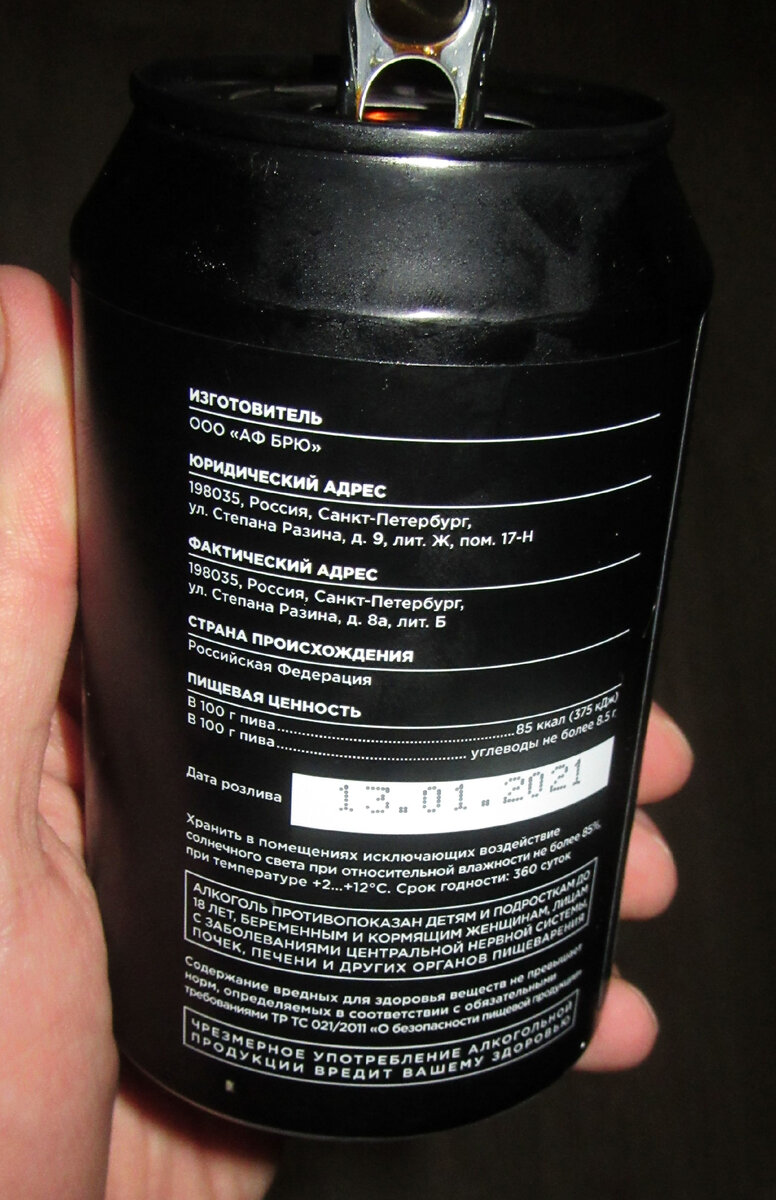 ИЗГОТОВИТЕЛЬ
ООО «АФ БРЮ»
ЮРИДИЧЕСКИЙ АДРЕС
198035, Россия, Санкт-Петербург,
ул. Степана Разина, д. 9, лит. Ж, пом. 17-Н
ФАКТИЧЕСКИЙ АДРЕС
198035, Россия, Санкт-Петербург,
ул. Степана Разина, д. 8а, лит. Б
СТРАНА ПРОИСХОЖДЕНИЯ
Российская Федерация
ПИЩЕВАЯ ЦЕННОСТЬ
В 100 г пива........................................85 ккал (375 кДж)
В 100 г пива................................ углеводы не более 8.5 г
Дата розлива 13.01.2021
Хранить в помещениях исключающих воздействие
солнечного света при относительной влажности не более 85%,
при температуре +2...+12°С. Срок годности: 360 суток
АЛКОГОЛЬ ПРОТИВОПОКАЗАН ДЕТЯМ И ПОДРОСТКАМ ДО
18 ЛЕТ, БЕРЕМЕННЫМ И КОРМЯЩИМ ЖЕНЩИНАМ, ЛИЦАМ
С ЗАБОЛЕВАНИЯМИ ЦЕНТРАЛЬНОЙ НЕРВНОЙ СИСТЕМЫ,
ПОЧЕК, ПЕЧЕНИ И ДРУГИХ ОРГАНОВ ПИЩЕВАРЕНИЯ
Содержание вредных для здоровья веществ не превышает
норм, определяемых в соответствии с обязательными
требованиями ТР ТС 021/2011 «О безопасности пищевой продукции»
ЧРЕЗМЕРНОЕ УПОТРЕБЛЕНИЕ АЛКОГОЛЬНОЙ
ПРОДУКЦИИ ВРЕДИТ ВАШЕМУ ЗДОРОВЬЮ